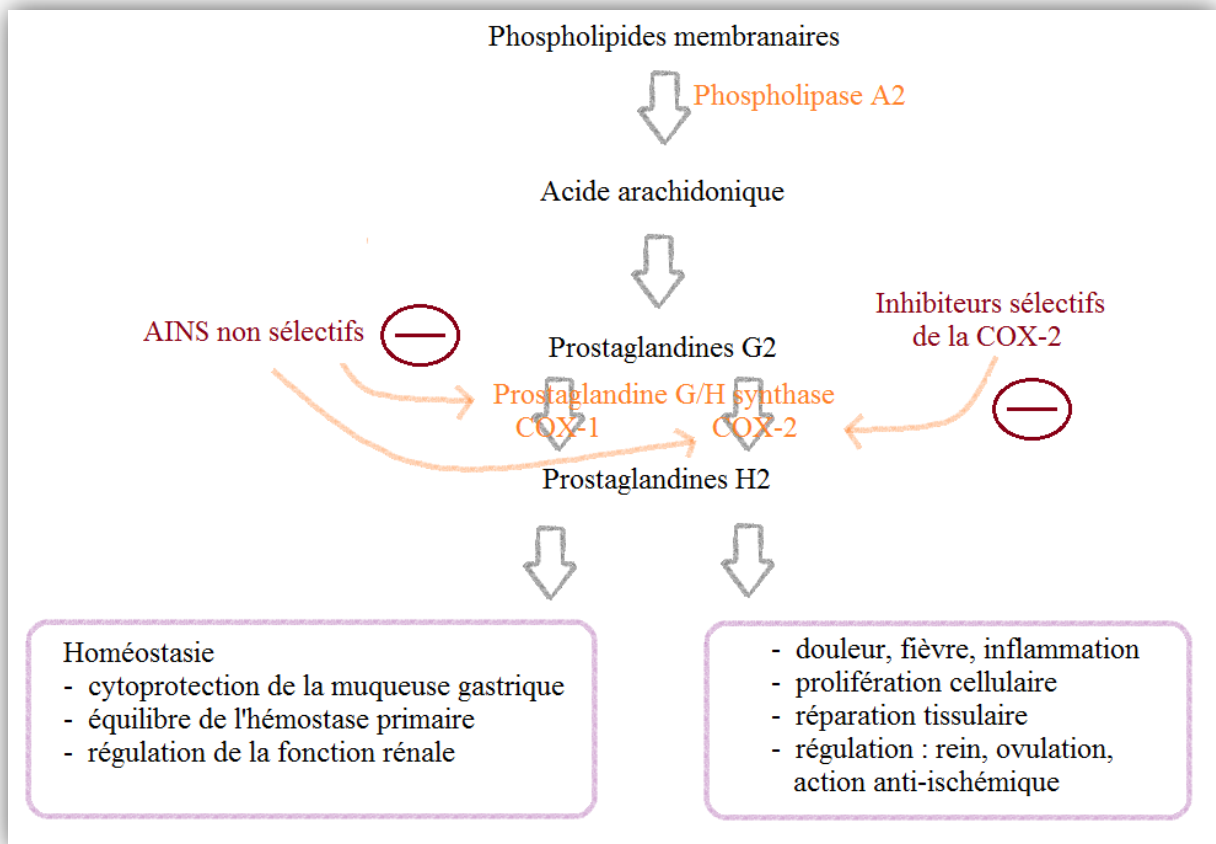 Phospholipides membranaires
Phospholipase A2
Acide arachidonique
AINS non sélectifs
Inhibiteurs sélectifs
de la COX-2
Prostaglandines G2
Prostaglandine G/H synthase
COX-1
COX-2
Prostaglandines H2
Homéostasie
- cytoprotection de la muqueuse gastrique
- équilibre de l'hémostase primaire
- régulation de la fonction rénale
- douleur, fièvre, inflammation
- prolifération cellulaire
- réparation tissulaire
- régulation : rein, ovulation,
action anti-ischémique